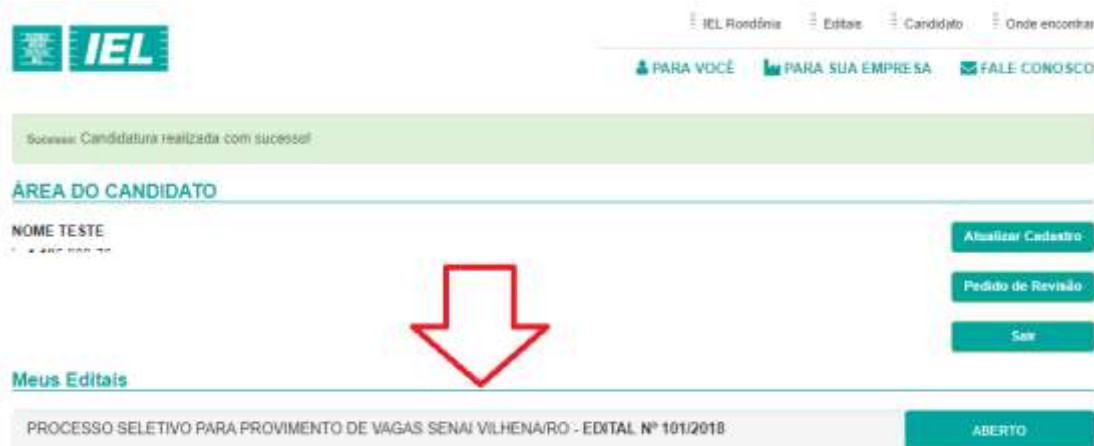 IEL
IEL Rondônia Editais Candidato Onde encontrar
PARA VOCÊ PARA SUA EMPRESA FALE CONOSCO
Sucesso: Candidatura realizada com sucesso!
ÁREA DO CANDIDATO
NOME TESTE
Atualizar Cadastro
Pedido de Revisão
Sair
Meus Editais
PROCESSO SELETIVO PARA PROVIMENTO DE VAGAS SENAI VILHENA/RO - EDITAL Nº 101/2018
ABERTO